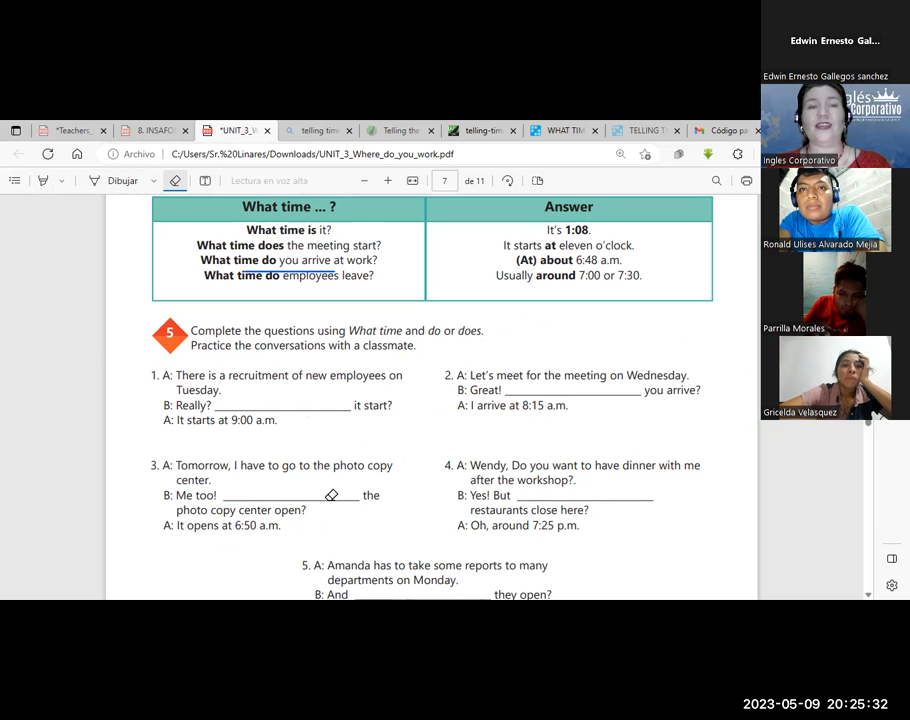 Edwin Ernesto Gal...
Edwin Ernesto Gallegos sanchez
glés
orporativo
Ingles Corporativo
Ronald Ulises Alvarado Mejia
Parrilla Morales
Gricelda Velasquez
*Teachers_
8. INSAFO
*UNIT_3_W
telling time
Telling the
telling-tim
WHAT TIM
TELLING T
Código pa
Archivo
C:/Users/Sr.%20Linares/Downloads/UNIT_3_Where_do_you_work.pdf
Dibujar
Lectura en voz alta
7
de 11
What time ... ?
Answer
What time is it?
It's 1:08.
What time does the meeting start?
It starts at eleven o'clock.
What time do you arrive at work?
(At) about 6:48 a.m.
What time do employees leave?
Usually around 7:00 or 7:30.
5
Complete the questions using What time and do or does.
Practice the conversations with a classmate.
1. A: There is a recruitment of new employees on
Tuesday.
B: Really? ____________________ it start?
A: It starts at 9:00 a.m.
2. A: Let's meet for the meeting on Wednesday.
B: Great! ____________________ you arrive?
A: I arrive at 8:15 a.m.
3. A: Tomorrow, I have to go to the photo copy
center.
B: Me too! ____________________ the
photo copy center open?
A: It opens at 6:50 a.m.
4. A: Wendy, Do you want to have dinner with me
after the workshop?.
B: Yes! But ____________________
restaurants close here?
A: Oh, around 7:25 p.m.
5. A: Amanda has to take some reports to many
departments on Monday.
B: And ____________________ they open?
2023-05-09 20:25:32